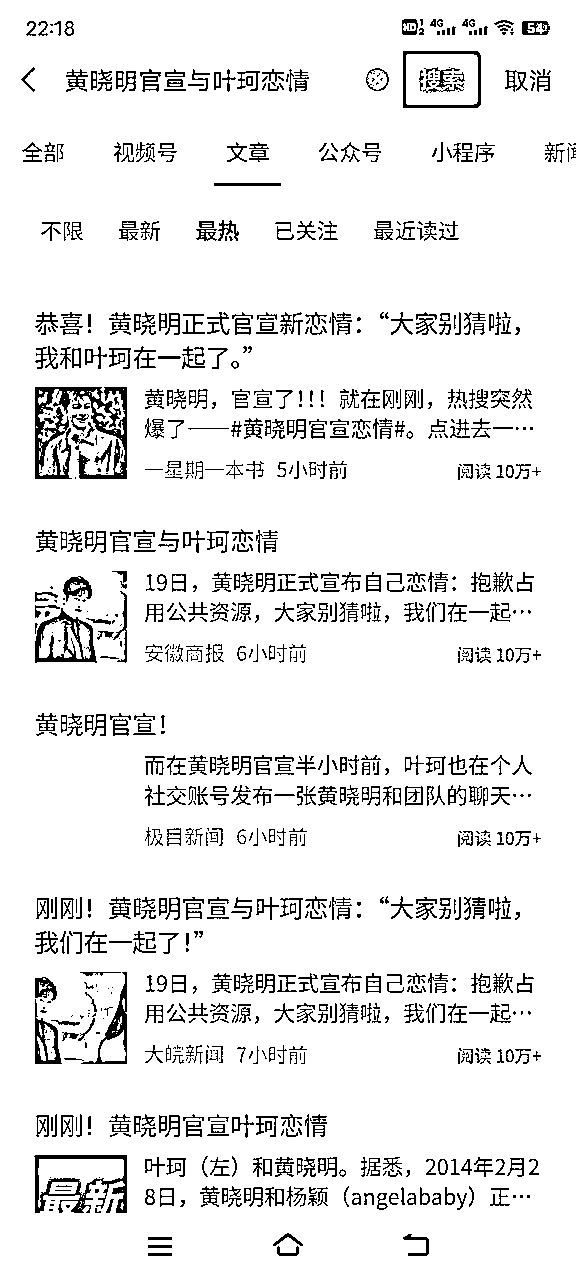 22:18
HD 4G 4G 54
黄晓明官宣与叶珂恋情 搜索 取消
全部 视频号 文章 公众号 小程序 新闻
不限 最新 最热 已关注 最近读过
恭喜！黄晓明正式官宣新恋情：“大家别猜啦，
我和叶珂在一起了。”
黄晓明，官宣了！！！就在刚刚，热搜突然
爆了——#黄晓明官宣恋情#。点进去一…
一星期一本书 5小时前 阅读 10万+
黄晓明官宣与叶珂恋情
19日，黄晓明正式宣布自己恋情：抱歉占
用公共资源，大家别猜啦，我们在一起…
安徽商报 6小时前 阅读 10万+
黄晓明官宣！
而在黄晓明官宣半小时前，叶珂也在个人
社交账号发布一张黄晓明和团队的聊天…
极目新闻 6小时前 阅读 10万+
刚刚！黄晓明官宣与叶珂恋情：“大家别猜啦，
我们在一起了！”
19日，黄晓明正式宣布自己恋情：抱歉占
用公共资源，大家别猜啦，我们在一起…
大皖新闻 7小时前 阅读 10万+
刚刚！黄晓明官宣叶珂恋情
最新
叶珂（左）和黄晓明。据悉，2014年2月2
8日，黄晓明和杨颖（angelababy）正…